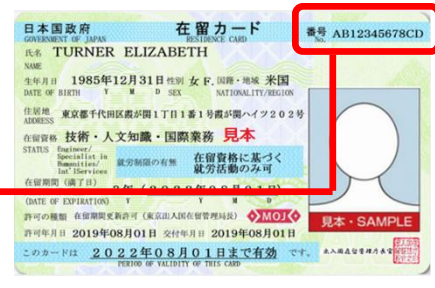 日本国政府 在留カード 番号 AB12345678CD
GOVERNMENT OF JAPAN RESIDENCE CARD No.
氏名 TURNER ELIZABETH
NAME
生年月日 1985年12月31日 性別 女 F. 国籍・地域 米国
DATE OF BIRTH Y M D SEX NATIONALITY/REGION
住居地 東京都千代田区霞が関1丁目1番1号霞が関ハイツ202号
ADDRESS
在留資格 技術・人文知識・国際業務 見本
STATUS Engineer/
Specialist in
Humanities/
Int'lServices
就労制限の有無 在留資格に基づく
就労活動のみ可
在留期間(満了日)
(DATE OF EXPIRATION) Y M D
許可の種類 在留期間更新許可(東京出入国在留管理局長) MOJ
見本・SAMPLE
許可年月日 2019年08月01日 交付年月日 2019年08月01日
このカードは 2022年08月01日まで有効 です。
PERIOD OF VALIDITY OF THIS CARD